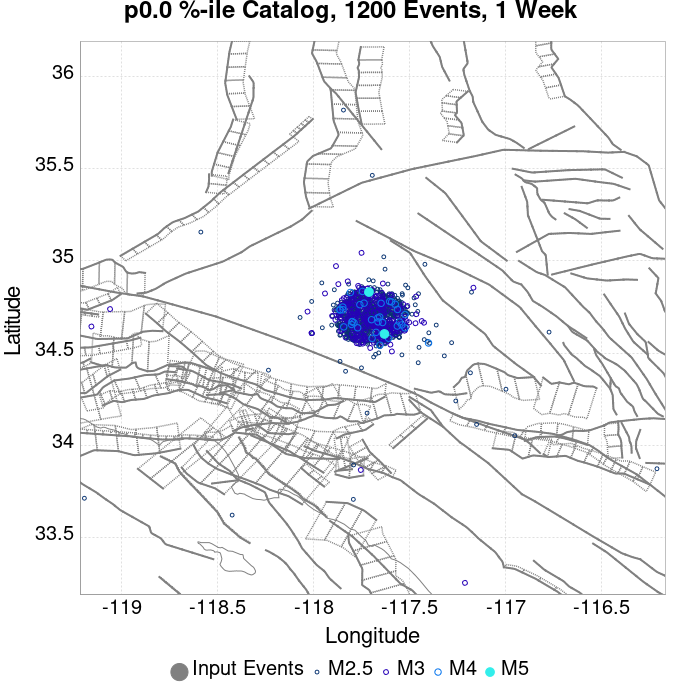 p0.0 %-ile Catalog, 1200 Events, 1 Week
36
35.5
35
34.5
34
33.5
Latitude
-119
-118.5
-118
-117.5
-117
-116.5
Longitude
Input Events
M2.5
M3
M4
M5